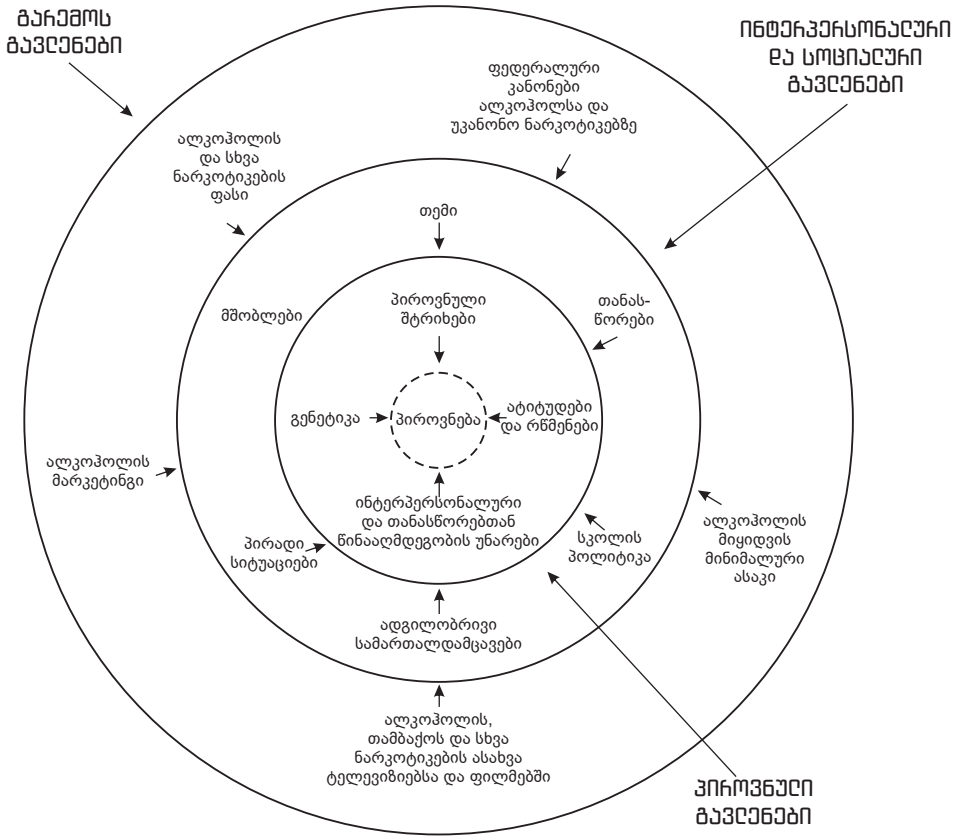 გარემოს
გავლენები
ინტერპერსონალური
და სოციალური
გავლენები
ფედერალური
კანონები
ალკოჰოლსა და
უკანონო ნარკოტიკებზე
ალკოჰოლის
და სხვა
ნარკოტიკების
ფასი
თემი
პიროვნული
შტრიხები
მშობლები
თანას-
წორები
გენეტიკა
პიროვნება
ატიტუდები
და რწმენები
ალკოჰოლის
მარკეტინგი
ინტერპერსონალური
და თანასწორებთან
წინააღმდეგობის უნარები
პირადი
სიტუაციები
სკოლის
პოლიტიკა
ალკოჰოლის
მიყიდვის
მინიმალური
ასაკი
ადგილობრივი
სამართალდამცავები
ალკოჰოლის,
თამბაქოს და სხვა
ნარკოტიკების ასახვა
ტელევიზიებსა და ფილმებში
პიროვნული
გავლენები